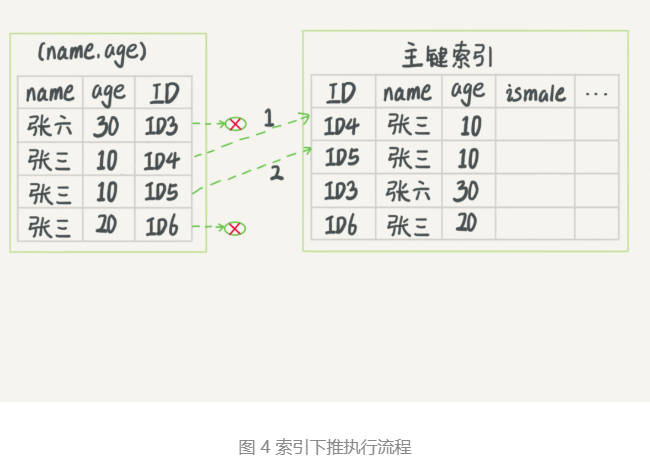 (name.age)
name age ID
张六 30 ID3
张三 10 ID4
张三 10 ID5
张三 20 ID6
1
2
主键索引
ID name age ismale ...
ID4 张三 10
ID5 张三 10
ID3 张六 30
ID6 张三 20
图 4 索引下推执行流程